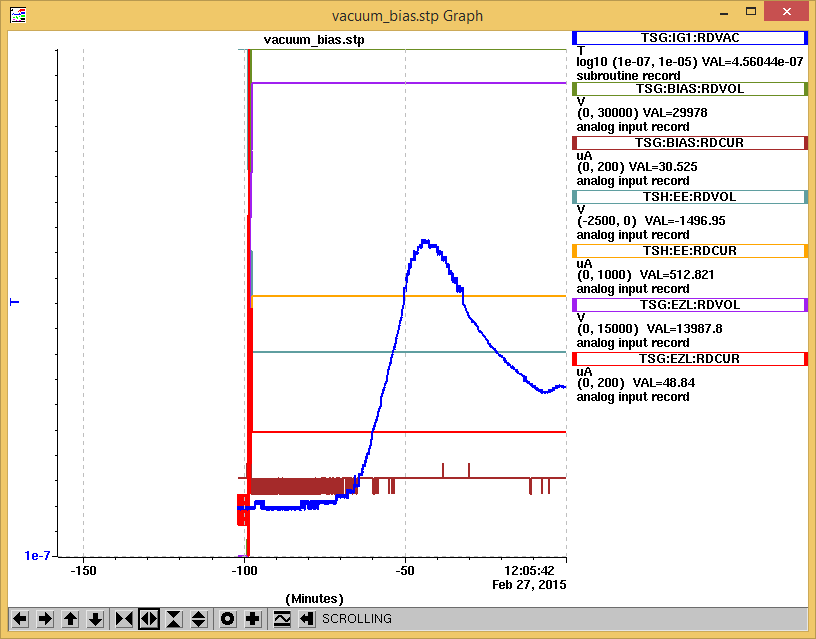 vacuum_bias.stp Graph
vacuum_bias.stp
T
1e-7
-150
-100
-50
12:05:42
Feb 27, 2015
(Minutes)
TSG:IG1:RDVAC
T
log10 (1e-07, 1e-05) VAL=4.56044e-07
subroutine record
TSG:BIAS:RDVOL
V
(0, 30000) VAL=29978
analog input record
TSG:BIAS:RDCUR
uA
(0, 200) VAL=30.525
analog input record
TSH:EE:RDVOL
V
(-2500, 0) VAL=-1496.95
analog input record
TSH:EE:RDCUR
uA
(0, 1000) VAL=512.821
analog input record
TSG:EZL:RDVOL
V
(0, 15000) VAL=13987.8
analog input record
TSG:EZL:RDCUR
uA
(0, 200) VAL=48.84
analog input record
SCROLLING